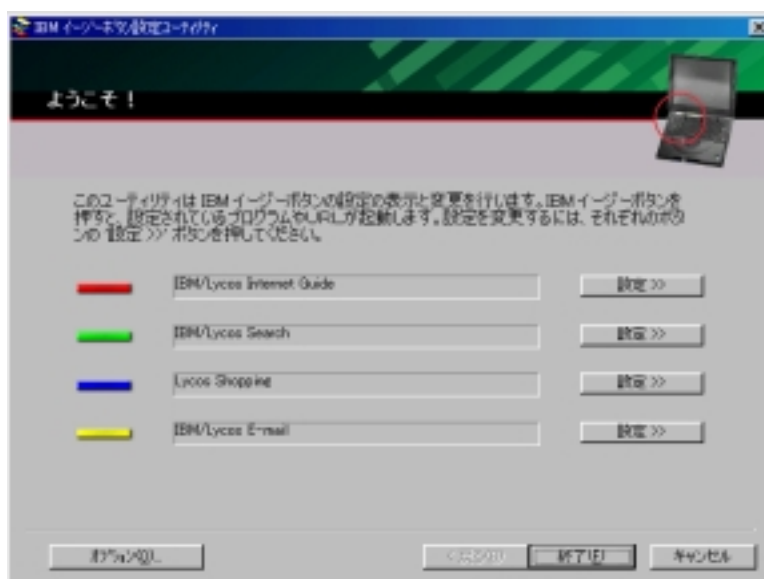 IBM イージーボタン設定ユーティリティ
ようこそ！
このユーティリティは IBM イージーボタンの設定の表示と変更を行います。IBM イージーボタンを
押すと、設定されているプログラムやURLが起動します。設定を変更するには、それぞれのボタ
ンの '設定 >>' ボタンを押してください。
IBM/Lycos Internet Guide
設定 >>
IBM/Lycos Search
設定 >>
Lycos Shopping
設定 >>
IBM/Lycos E-mail
設定 >>
オプション(O)...
< 戻る(B)
終了(E)
キャンセル